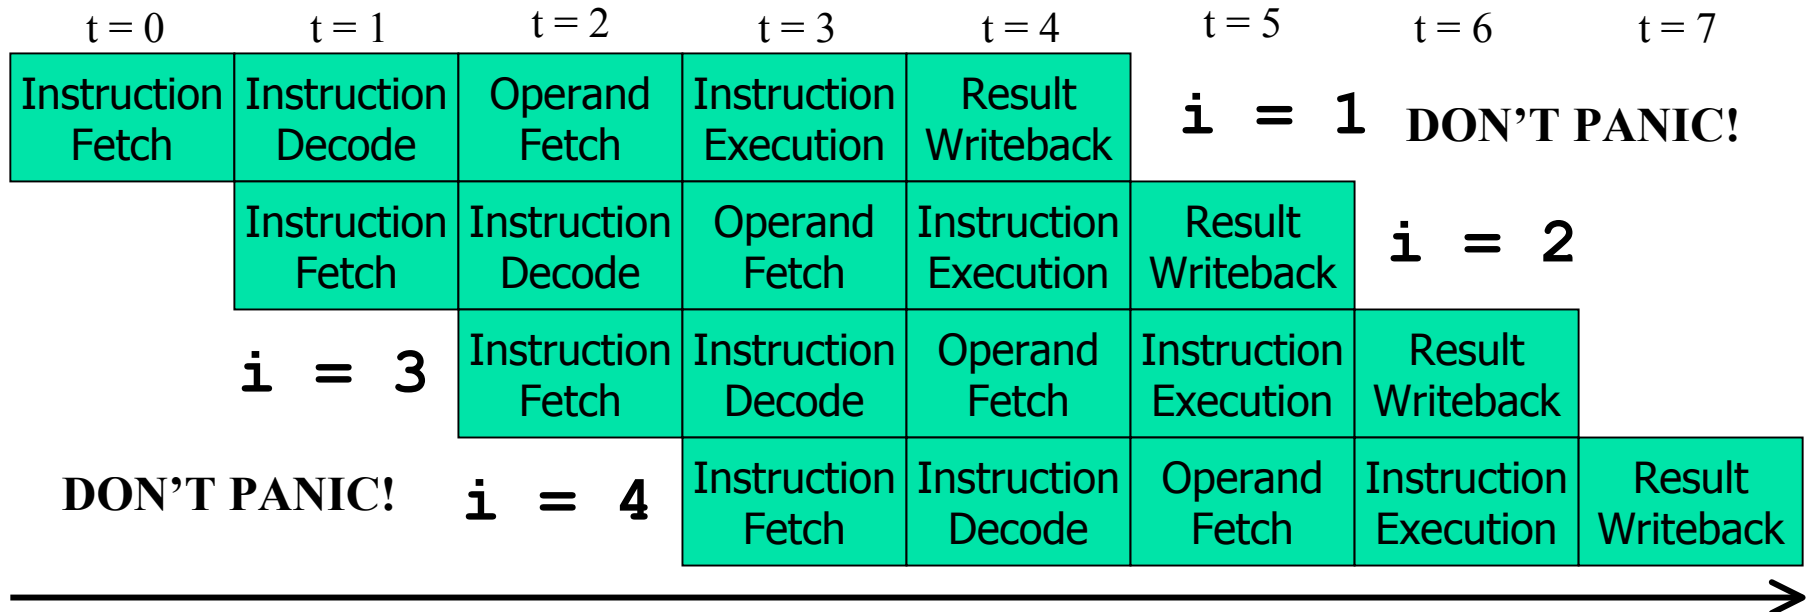 t = 0 t = 1 t = 2 t = 3 t = 4 t = 5 t = 6 t = 7
Instruction Instruction Operand Instruction Result
Fetch Decode Fetch Execution Writeback
i = 1 DON’T PANIC!
Instruction Instruction Operand Instruction Result
Fetch Decode Fetch Execution Writeback
i = 2
i = 3
Instruction Instruction Operand Instruction Result
Fetch Decode Fetch Execution Writeback
DON’T PANIC! i = 4
Instruction Instruction Operand Instruction Result
Fetch Decode Fetch Execution Writeback